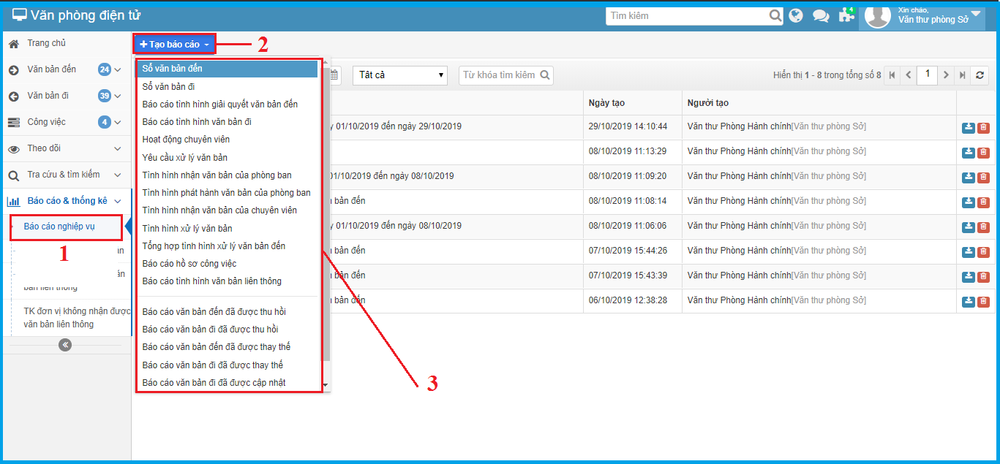 Văn phòng điện tử
Tìm kiếm
4
Xin chào,
Văn thư phòng Sở
Trang chủ
Văn bản đến 24
Văn bản đi 39
Công việc 4
Theo dõi
Tra cứu & tìm kiếm
Báo cáo & thống kê
Báo cáo nghiệp vụ
1
bản liên thông
TK đơn vị không nhận được
văn bản liên thông
+Tạo báo cáo
2
Sổ văn bản đến
Sổ văn bản đi
Báo cáo tình hình giải quyết văn bản đến
Báo cáo tình hình văn bản đi
Hoạt động chuyên viên
Yêu cầu xử lý văn bản
Tình hình nhận văn bản của phòng ban
Tình hình phát hành văn bản của phòng ban
Tình hình nhận văn bản của chuyên viên
Tình hình xử lý văn bản
Tổng hợp tình hình xử lý văn bản đến
Báo cáo hồ sơ công việc
Báo cáo tình hình văn bản liên thông
Báo cáo văn bản đến đã được thu hồi
Báo cáo văn bản đi đã được thu hồi
Báo cáo văn bản đến đã được thay thế
Báo cáo văn bản đi đã được thay thế
Báo cáo văn bản đi đã được cập nhật
3
Tất cả
Từ khóa tìm kiếm
Hiển thị 1 - 8 trong tổng số 8
1
Ngày tạo Người tạo
01/10/2019 đến ngày 29/10/2019 29/10/2019 14:10:44 Văn thư Phòng Hành chính[Văn thư phòng Sở]
08/10/2019 11:13:29 Văn thư Phòng Hành chính[Văn thư phòng Sở]
01/10/2019 đến ngày 08/10/2019 08/10/2019 11:09:20 Văn thư Phòng Hành chính[Văn thư phòng Sở]
bản đến 08/10/2019 11:08:14 Văn thư Phòng Hành chính[Văn thư phòng Sở]
01/10/2019 đến ngày 08/10/2019 08/10/2019 11:06:06 Văn thư Phòng Hành chính[Văn thư phòng Sở]
bản đến 07/10/2019 15:44:26 Văn thư Phòng Hành chính[Văn thư phòng Sở]
bản đến 07/10/2019 15:43:39 Văn thư Phòng Hành chính[Văn thư phòng Sở]
bản đến 06/10/2019 12:38:28 Văn thư Phòng Hành chính[Văn thư phòng Sở]